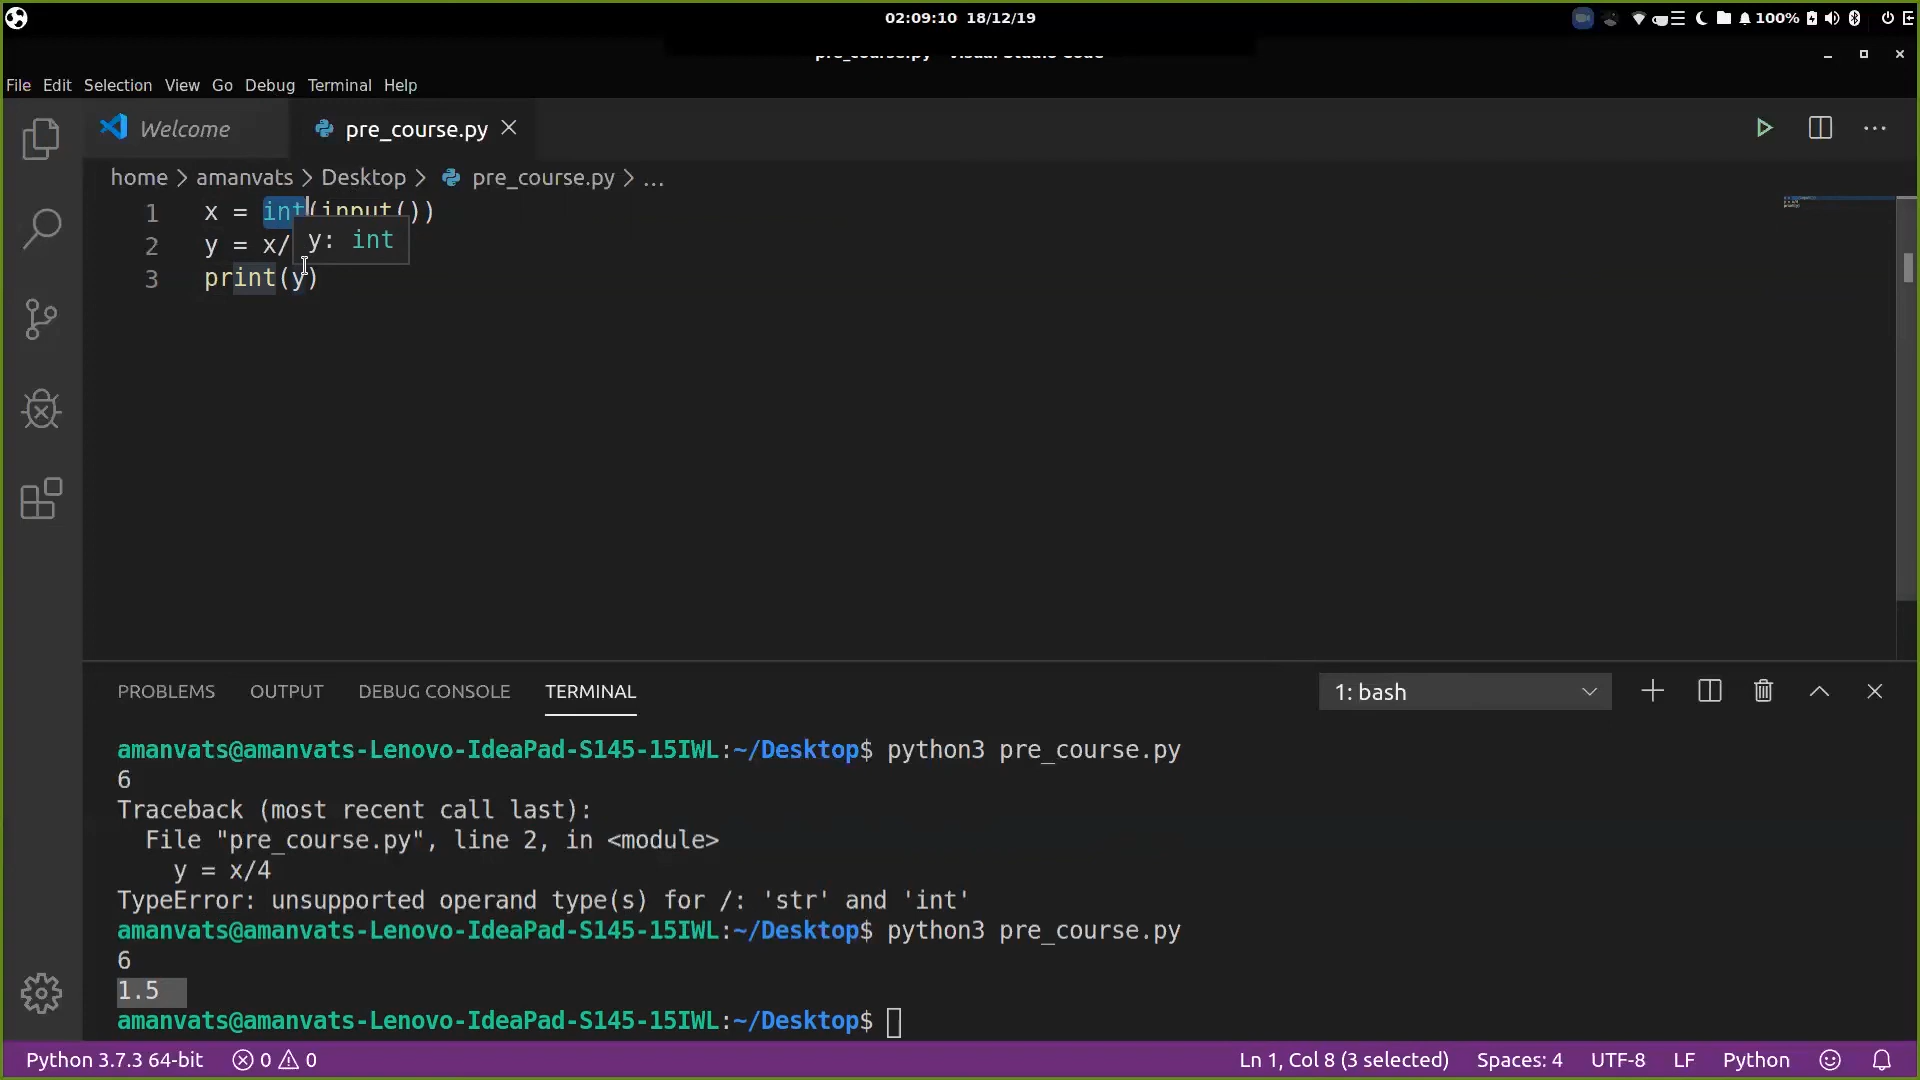 02:09:10 18/12/19
100%
pre_course.py - Visual Studio Code
File Edit Selection View Go Debug Terminal Help
Welcome pre_course.py
home > amanvats > Desktop > pre_course.py > ...
1 x = int(input())
2 y = x/
y: int
3 print(y)
PROBLEMS OUTPUT DEBUG CONSOLE TERMINAL 1: bash
amanvats@amanvats-Lenovo-IdeaPad-S145-15IWL:~/Desktop$ python3 pre_course.py
6
Traceback (most recent call last):
File "pre_course.py", line 2, in <module>
y = x/4
TypeError: unsupported operand type(s) for /: 'str' and 'int'
amanvats@amanvats-Lenovo-IdeaPad-S145-15IWL:~/Desktop$ python3 pre_course.py
6
1.5
amanvats@amanvats-Lenovo-IdeaPad-S145-15IWL:~/Desktop$
Python 3.7.3 64-bit 0 0 Ln 1, Col 8 (3 selected) Spaces: 4 UTF-8 LF Python